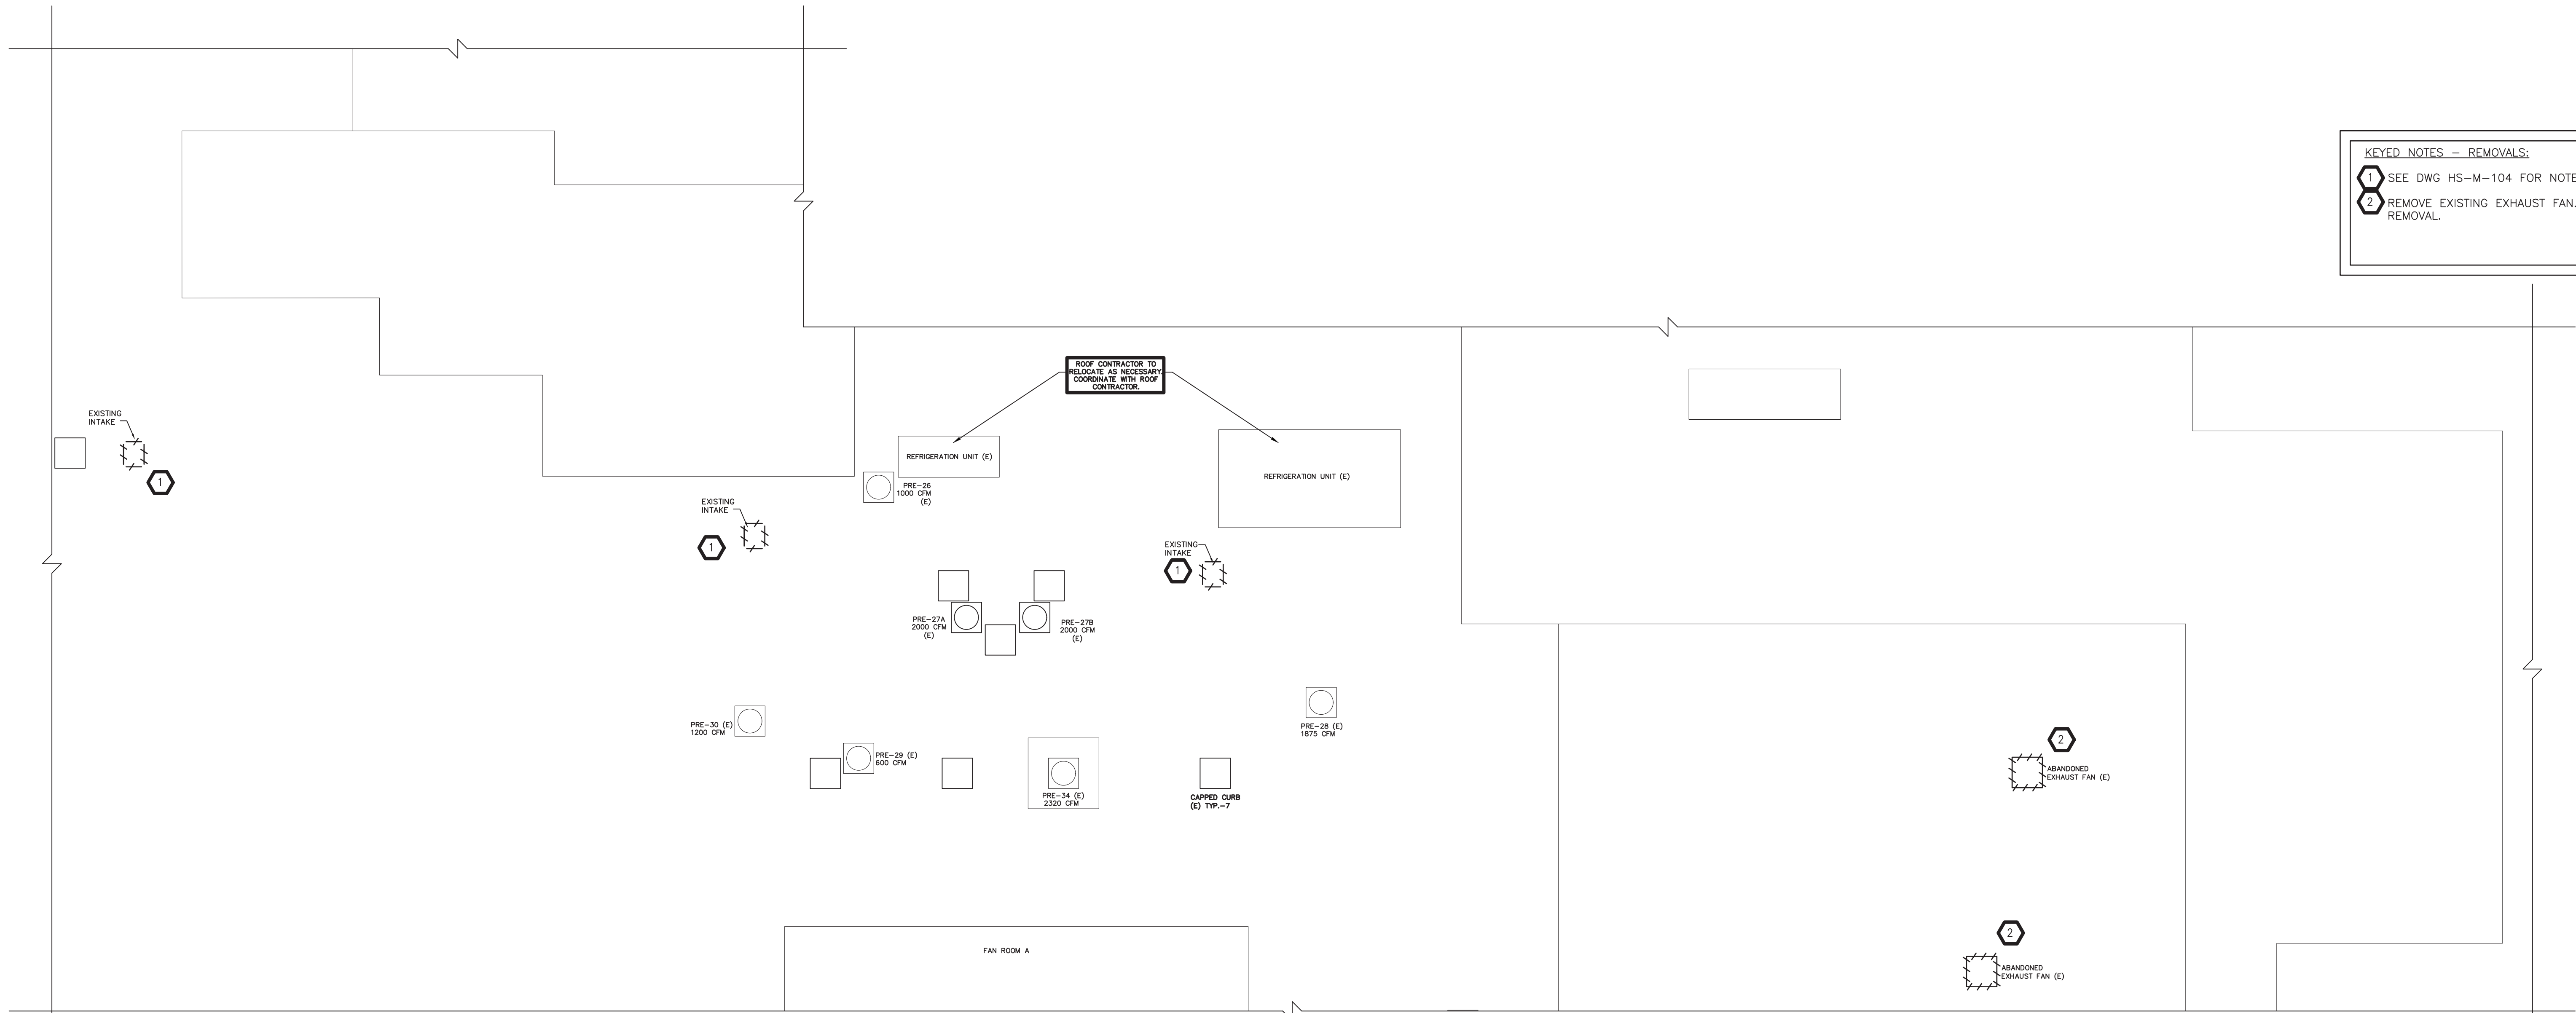 KEYED NOTES – REMOVALS:
1 SEE DWG HS–M–104 FOR NOTE
2 REMOVE EXISTING EXHAUST FAN.
REMOVAL.
ROOF CONTRACTOR TO
RELOCATE AS NECESSARY.
COORDINATE WITH ROOF
CONTRACTOR.
EXISTING
INTAKE
1
REFRIGERATION UNIT (E)
REFRIGERATION UNIT (E)
PRE–26
1000 CFM
(E)
EXISTING
INTAKE
1
EXISTING
INTAKE
1
PRE–27A
2000 CFM
(E)
PRE–27B
2000 CFM
(E)
PRE–30 (E)
1200 CFM
PRE–28 (E)
1875 CFM
PRE–29 (E)
600 CFM
PRE–34 (E)
2320 CFM
CAPPED CURB
(E) TYP.–7
2
ABANDONED
EXHAUST FAN (E)
FAN ROOM A
2
ABANDONED
EXHAUST FAN (E)